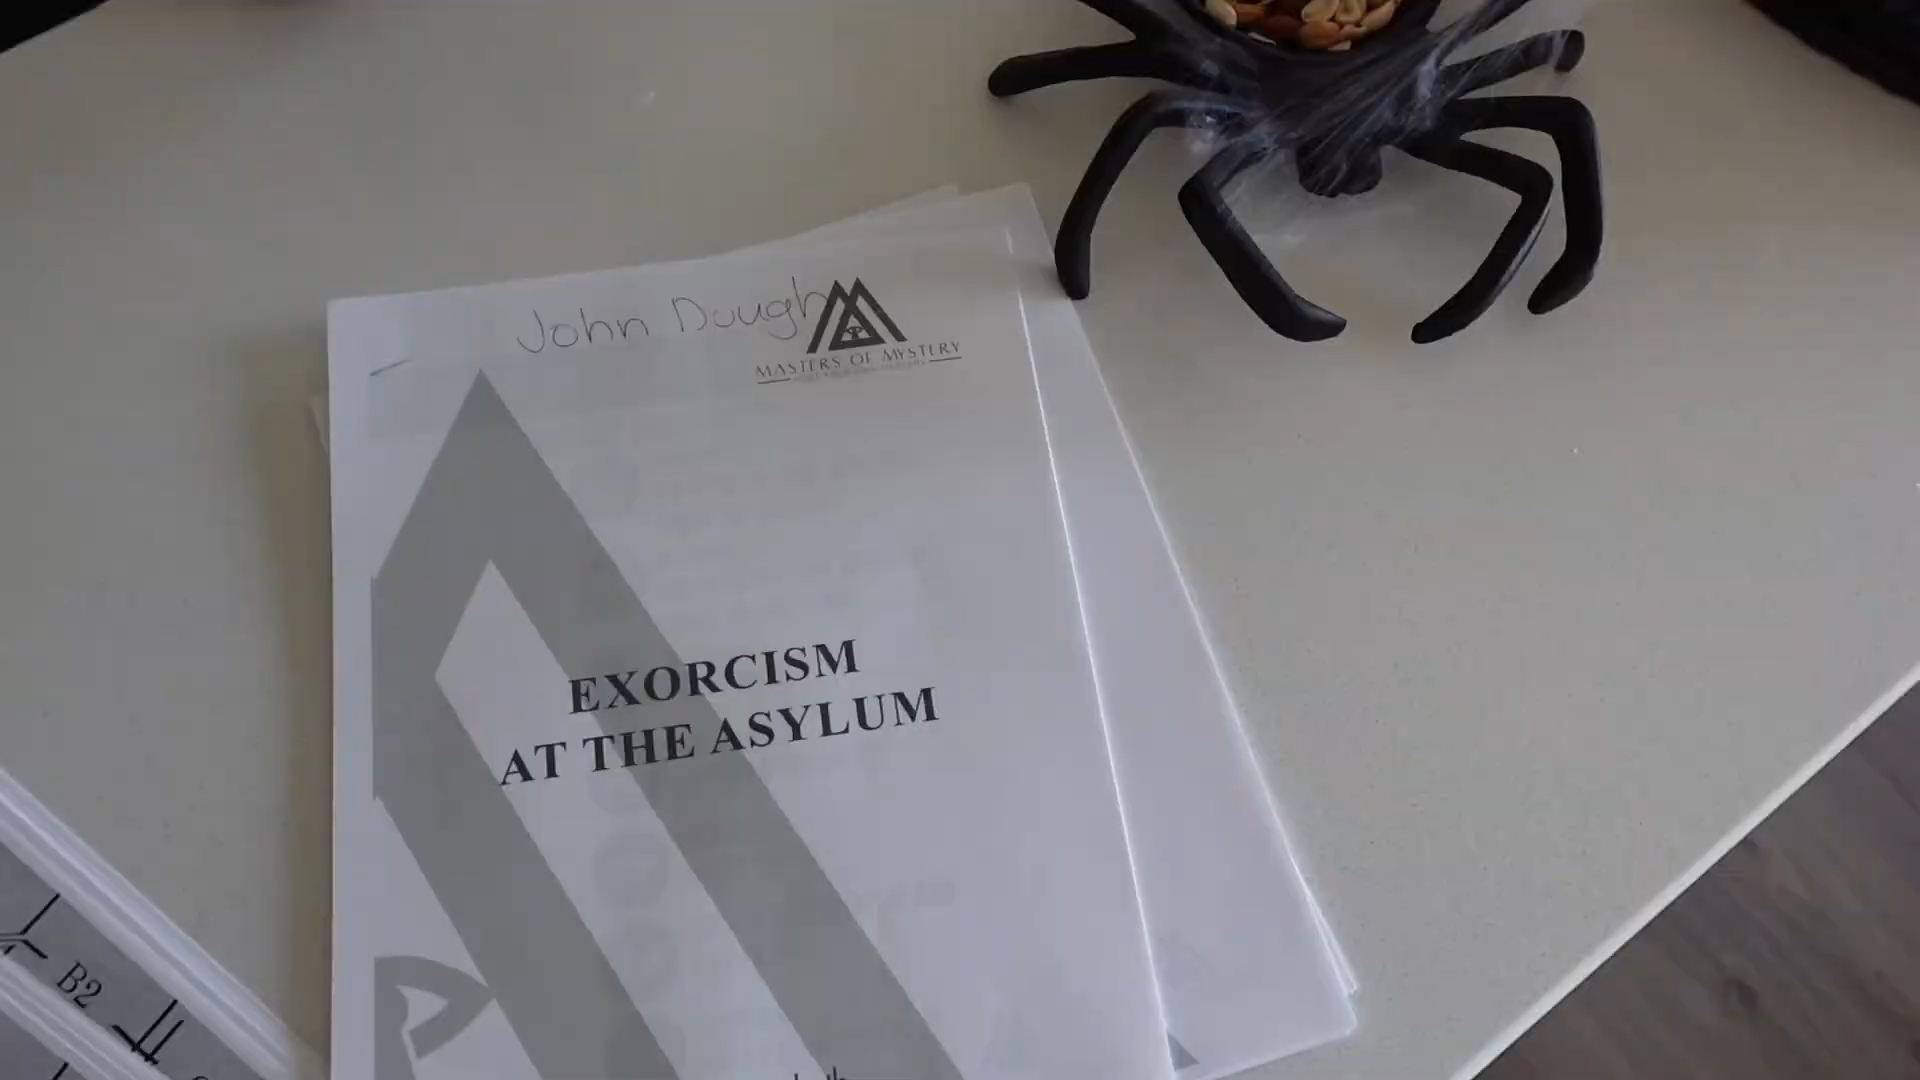 John Dough
MASTERS OF MYSTERY
EXORCISM
AT THE ASYLUM
B2